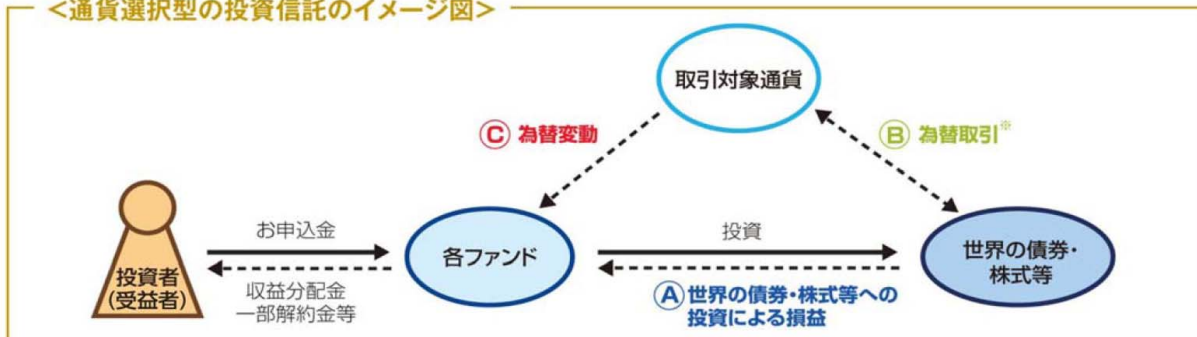 <通貨選択型の投資信託のイメージ図>
取引対象通貨
Ⓒ 為替変動
Ⓑ 為替取引※
お申込金
各ファンド
投資
世界の債券・
株式等
投資者
(受益者)
収益分配金
一部解約金等
Ⓐ 世界の債券・株式等への
投資による損益